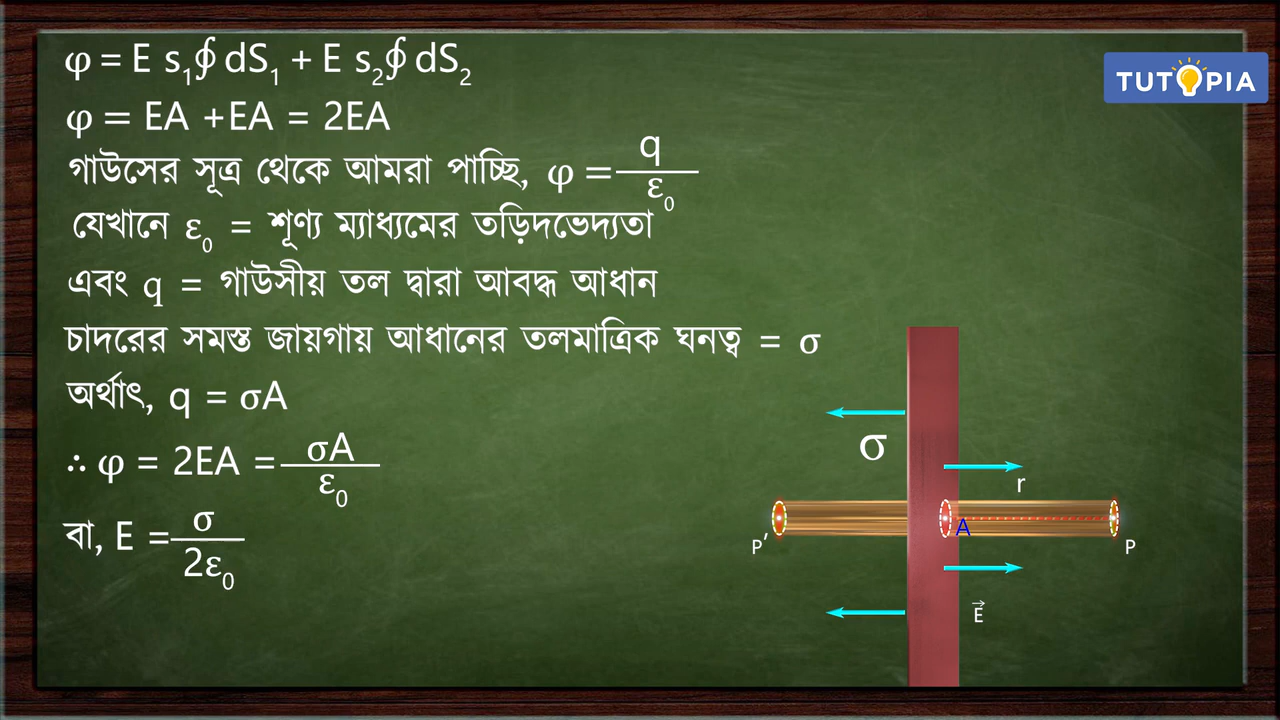 φ = E s₁∮ dS₁ + E s₂∮ dS₂
TUTOPIA
φ = EA +EA = 2EA
গাউসের সূত্র থেকে আমরা পাচ্ছি, φ = q/ε₀
যেখানে ε₀ = শূণ্য ম্যাধ্যমের তড়িদভেদ্যতা
এবং q = গাউসীয় তল দ্বারা আবদ্ধ আধান
চাদরের সমস্ত জায়গায় আধানের তলমাত্রিক ঘনত্ব = σ
অর্থাৎ, q = σA
∴ φ = 2EA = σA/ε₀
বা, E = σ/2ε₀
σ
r
A
P′
P
E⃗